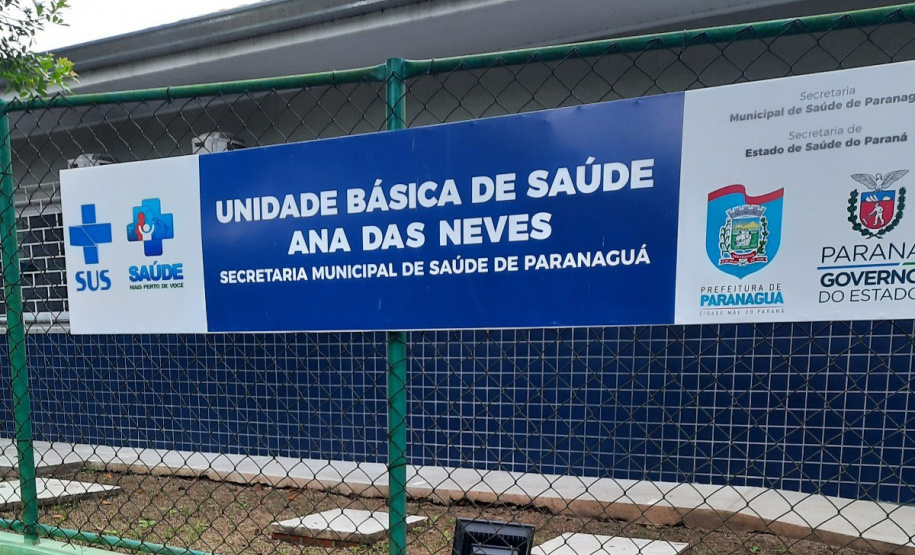 SUS
SAÚDE
MAIS PERTO DE VOCÊ
UNIDADE BÁSICA DE SAÚDE
ANA DAS NEVES
SECRETARIA MUNICIPAL DE SAÚDE DE PARANAGUÁ
Secretaria
Municipal de Saúde de Paranag
Secretaria de
Estado de Saúde do Paraná
PREFEITURA DE
PARANAGUÁ
CIDADE MÃE DO PARANÁ
PARANÁ
GOVERNO
DO ESTADO